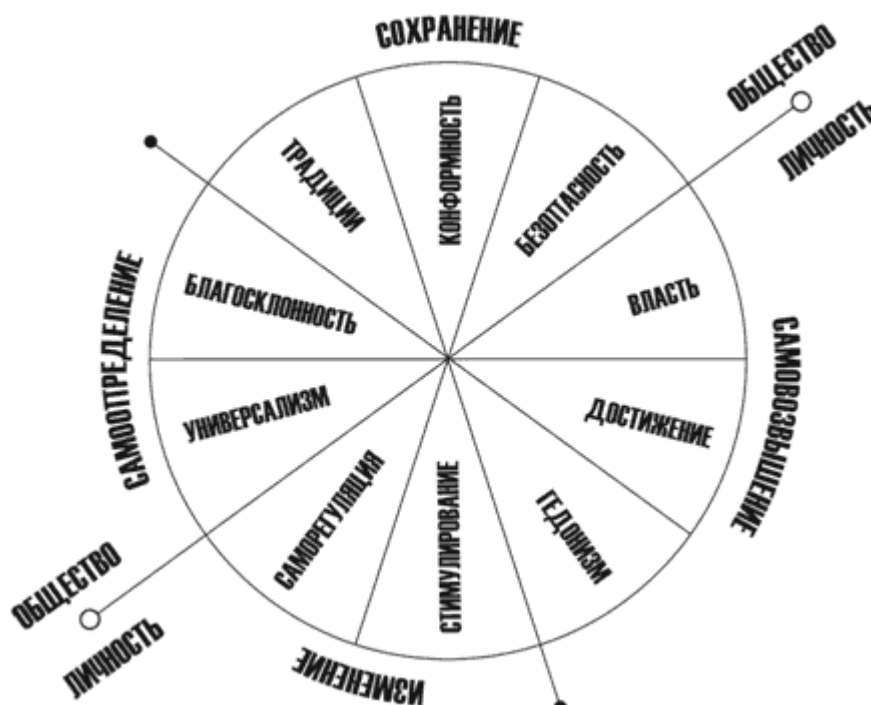 СОХРАНЕНИЕ
ОБЩЕСТВО
ЛИЧНОСТЬ
ТРАДИЦИИ
КОНФОРМНОСТЬ
БЕЗОПАСНОСТЬ
БЛАГОСКЛОННОСТЬ
ВЛАСТЬ
САМООПРЕДЕЛЕНИЕ
САМОВОЗВЫШЕНИЕ
УНИВЕРСАЛИЗМ
ДОСТИЖЕНИЕ
САМОРЕГУЛЯЦИЯ
СТИМУЛИРОВАНИЕ
ГЕДОНИЗМ
ОБЩЕСТВО
ЛИЧНОСТЬ
ИЗМЕНЕНИЕ